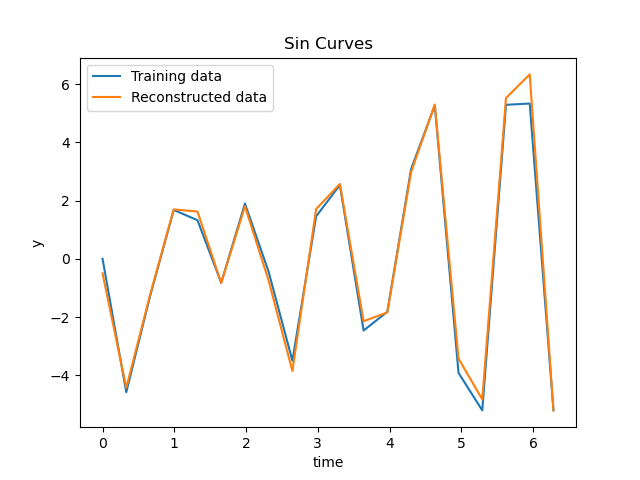 Sin Curves
Training data
Reconstructed data
6
4
2
0
−2
−4
y
0 1 2 3 4 5 6
time